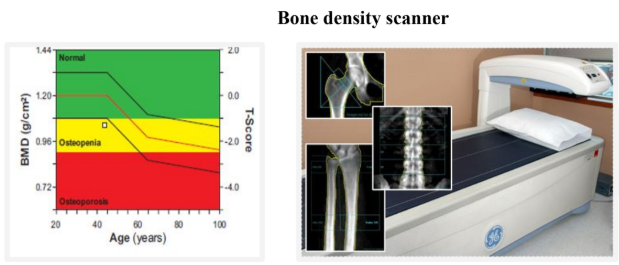 Bone density scanner
1.44
1.20
0.96
0.72
BMD (g/cm²)
Normal
Osteopenia
Osteoporosis
2.0
0.0
-2.0
-4.0
T-Score
20
40
60
80
100
Age (years)
GE